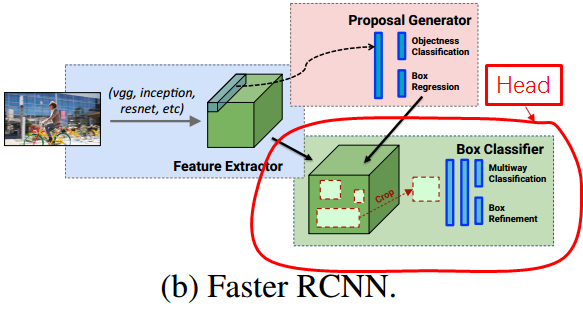 Proposal Generator
Objectness
Classification
Box
Regression
Head
(vgg, inception,
resnet, etc)
Feature Extractor
Box Classifier
Multiway
Classification
Crop
Box
Refinement
(b) Faster RCNN.